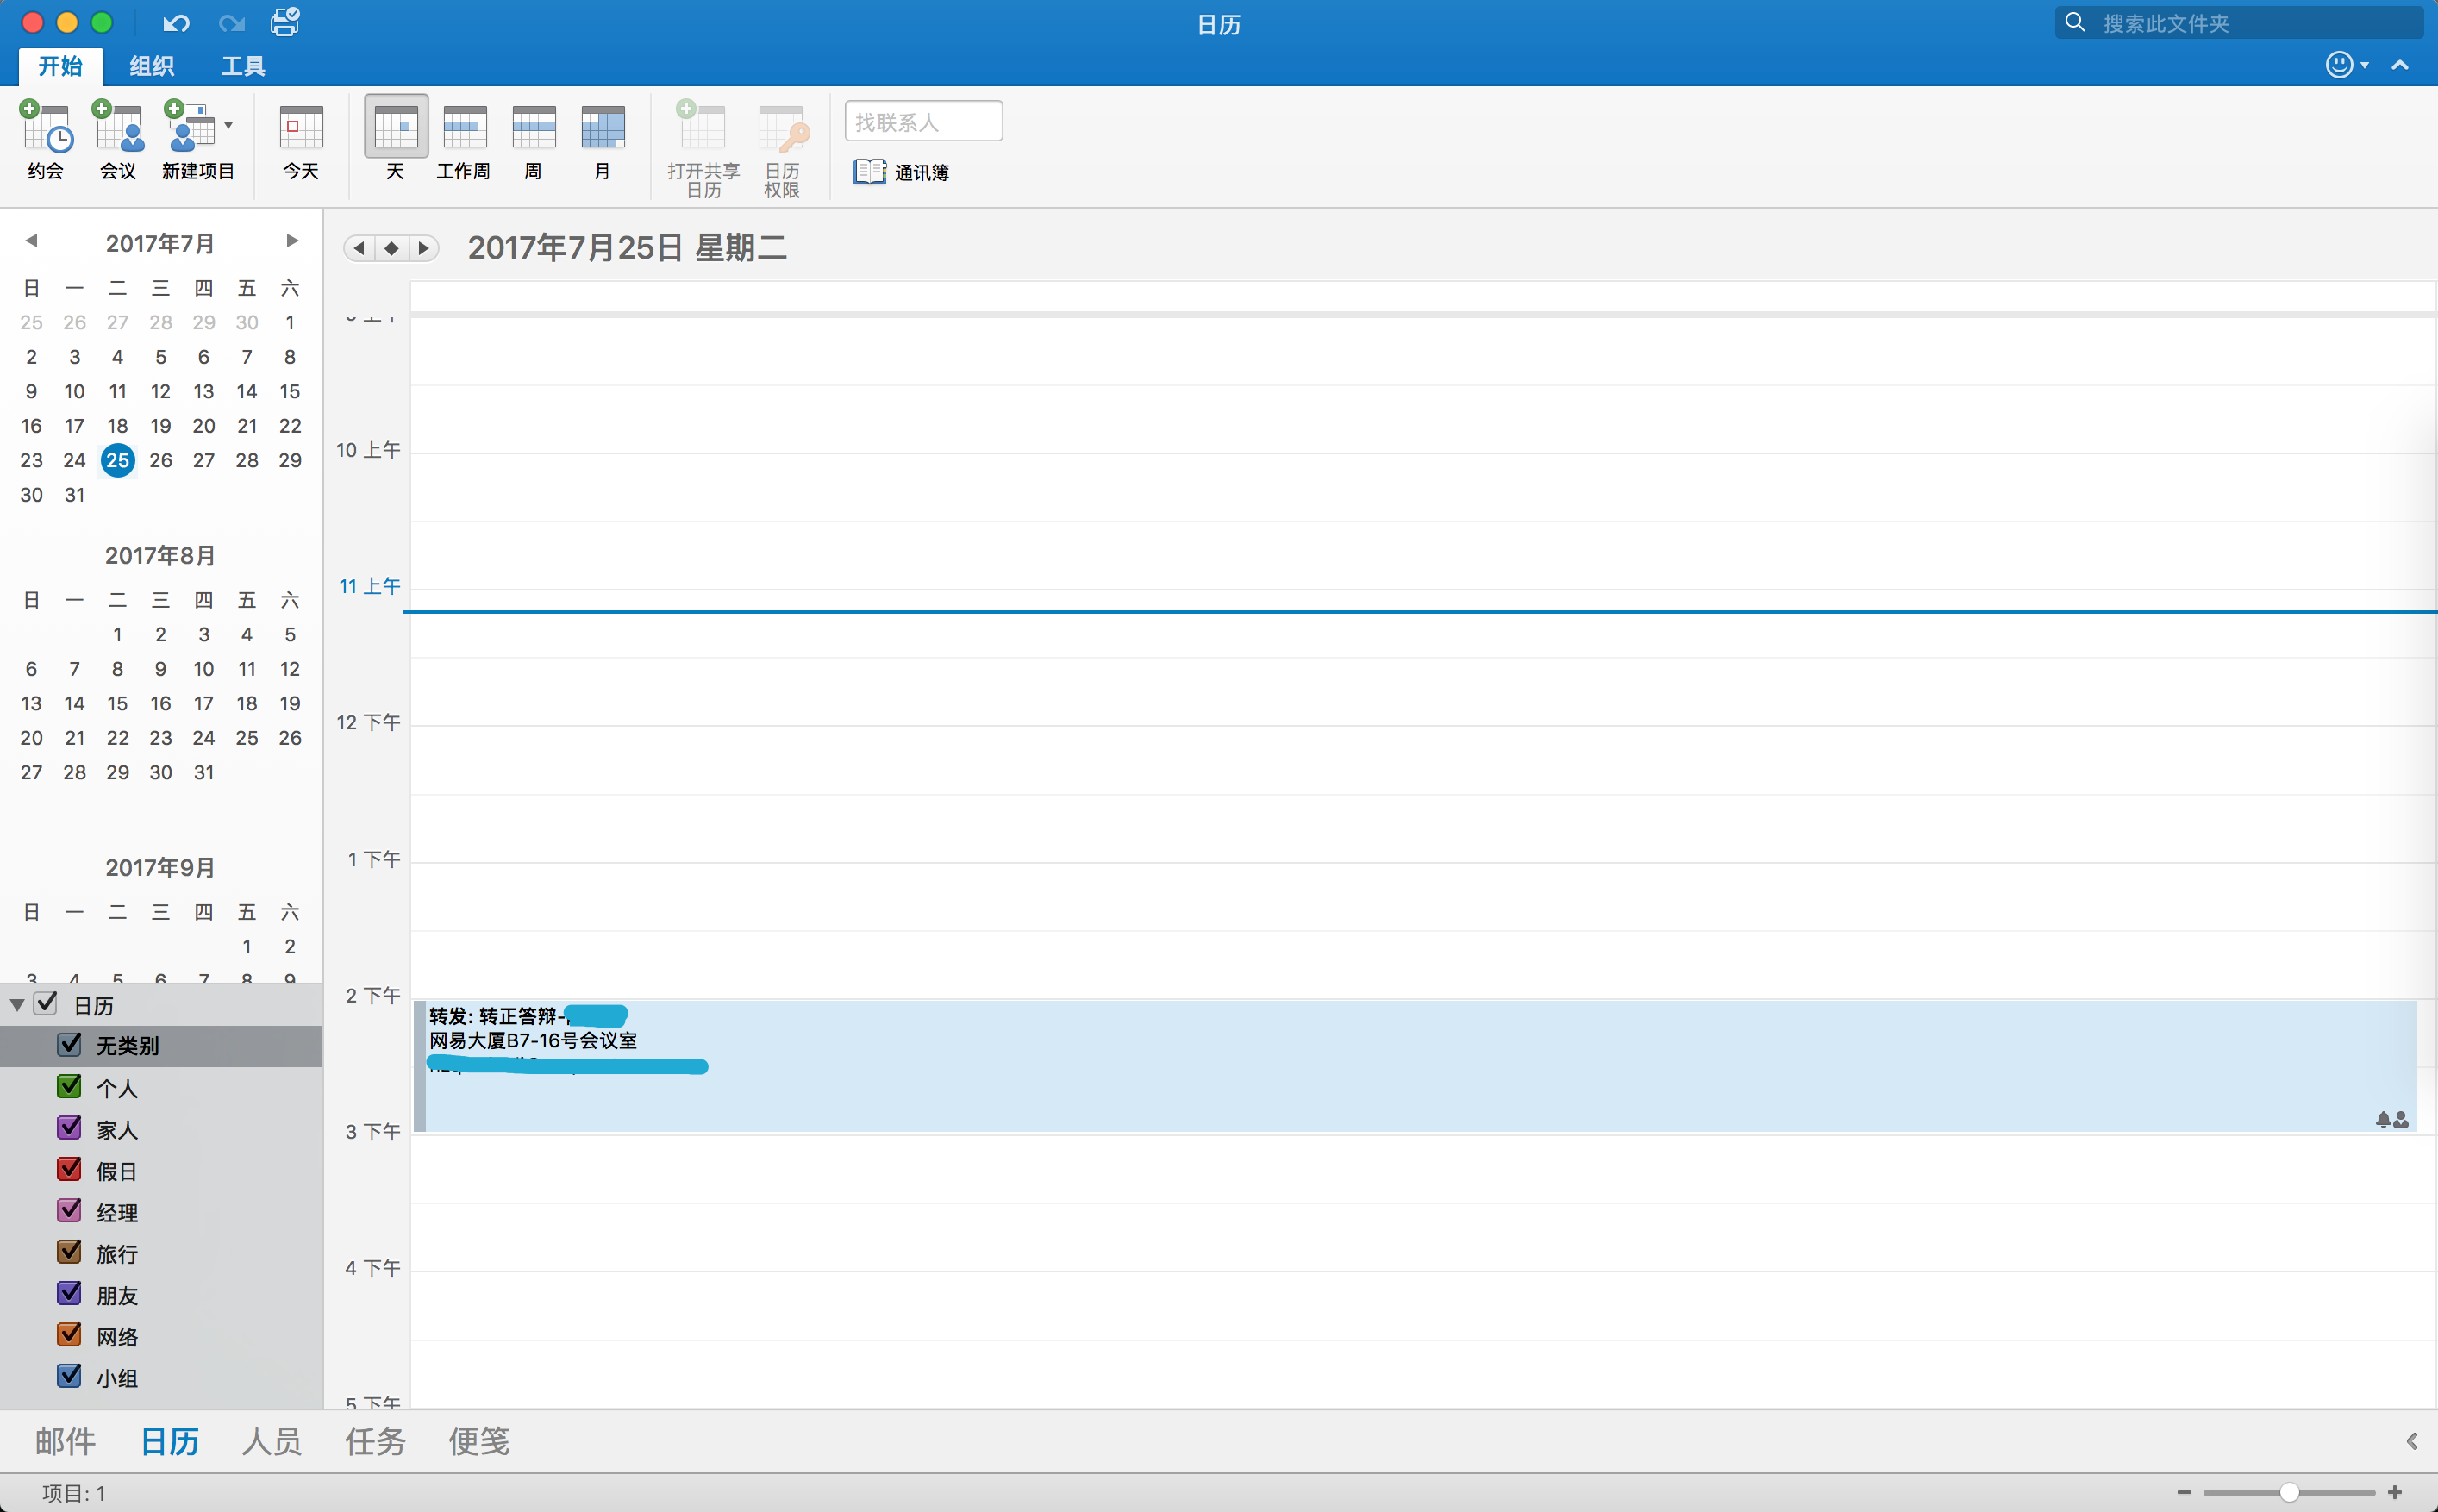 日历
搜索此文件夹
开始 组织 工具
约会 会议 新建项目 今天 天 工作周 周 月 打开共享日历 日历权限 找联系人
通讯簿
2017年7月
日 一 二 三 四 五 六
25 26 27 28 29 30 1
2 3 4 5 6 7 8
9 10 11 12 13 14 15
16 17 18 19 20 21 22
23 24 25 26 27 28 29
30 31
2017年8月
日 一 二 三 四 五 六
1 2 3 4 5
6 7 8 9 10 11 12
13 14 15 16 17 18 19
20 21 22 23 24 25 26
27 28 29 30 31
2017年9月
日 一 二 三 四 五 六
1 2
3 4 5 6 7 8 9
日历
无类别
个人
家人
假日
经理
旅行
朋友
网络
小组
2017年7月25日 星期二
10 上午
11 上午
12 下午
1 下午
2 下午
转发: 转正答辩-
网易大厦B7-16号会议室
3 下午
4 下午
5 下午
邮件 日历 人员 任务 便笺
项目: 1